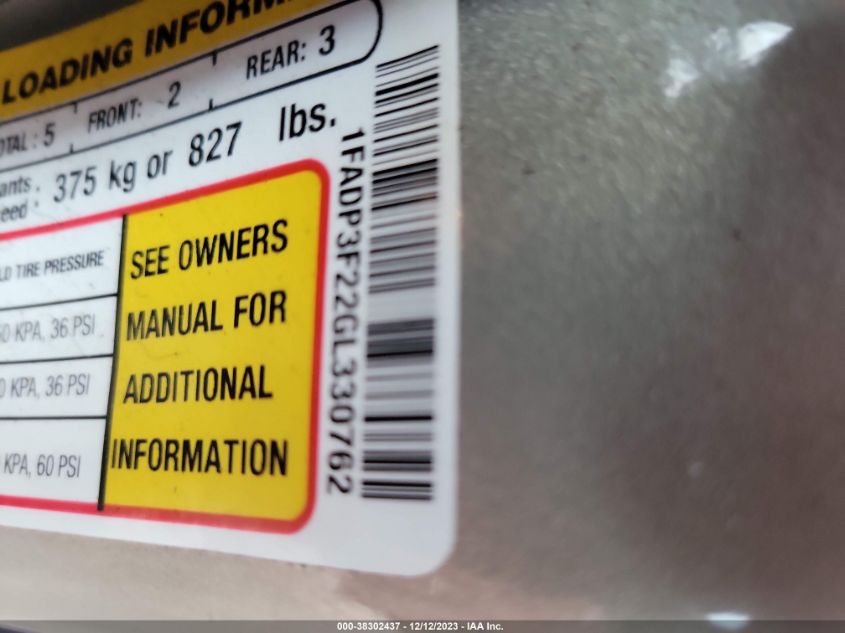 LOADING INFORM
TOTAL : 5 FRONT: 2 REAR: 3
ants . 375 kg or 827 lbs.
eed .
LD TIRE PRESSURE
0 KPA, 36 PSI
0 KPA, 36 PSI
KPA, 60 PSI
SEE OWNERS
MANUAL FOR
ADDITIONAL
INFORMATION
1FADP3F22GL330762
000-38302437 - 12/12/2023 - IAA Inc.